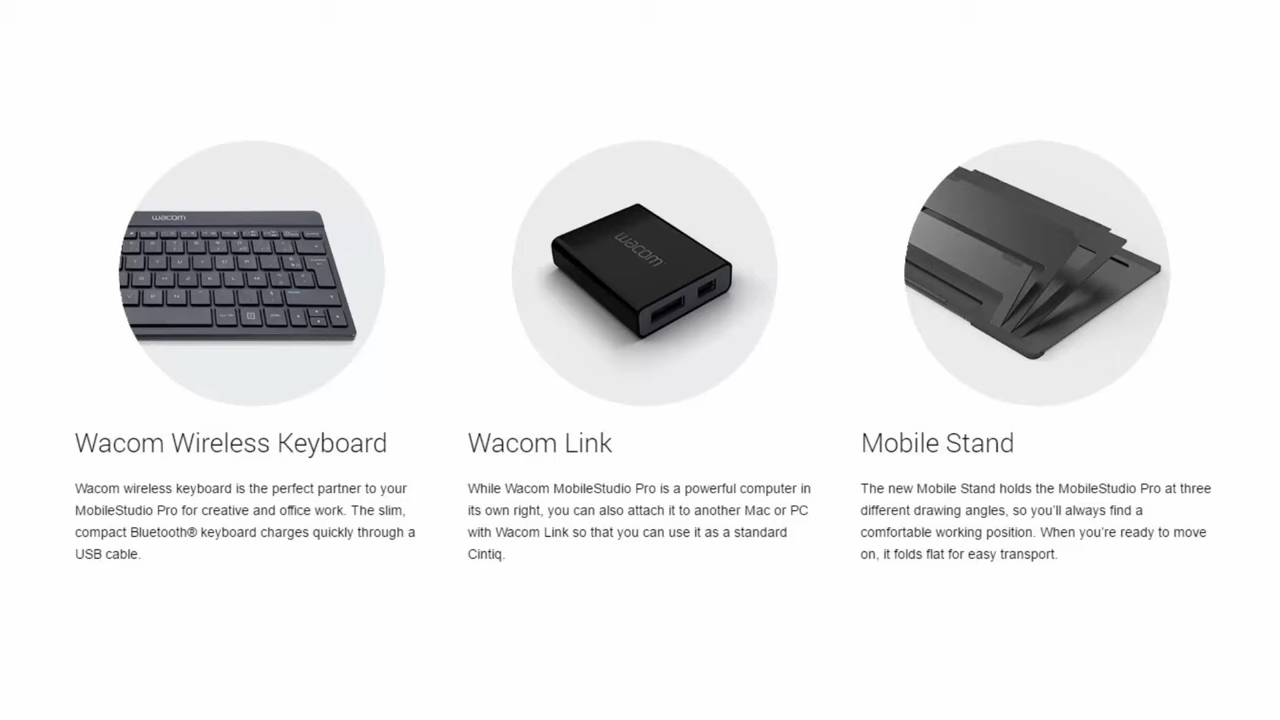 wacom
wacom
Wacom Wireless Keyboard
Wacom wireless keyboard is the perfect partner to your
MobileStudio Pro for creative and office work. The slim,
compact Bluetooth® keyboard charges quickly through a
USB cable.
Wacom Link
While Wacom MobileStudio Pro is a powerful computer in
its own right, you can also attach it to another Mac or PC
with Wacom Link so that you can use it as a standard
Cintiq.
Mobile Stand
The new Mobile Stand holds the MobileStudio Pro at three
different drawing angles, so you’ll always find a
comfortable working position. When you’re ready to move
on, it folds flat for easy transport.